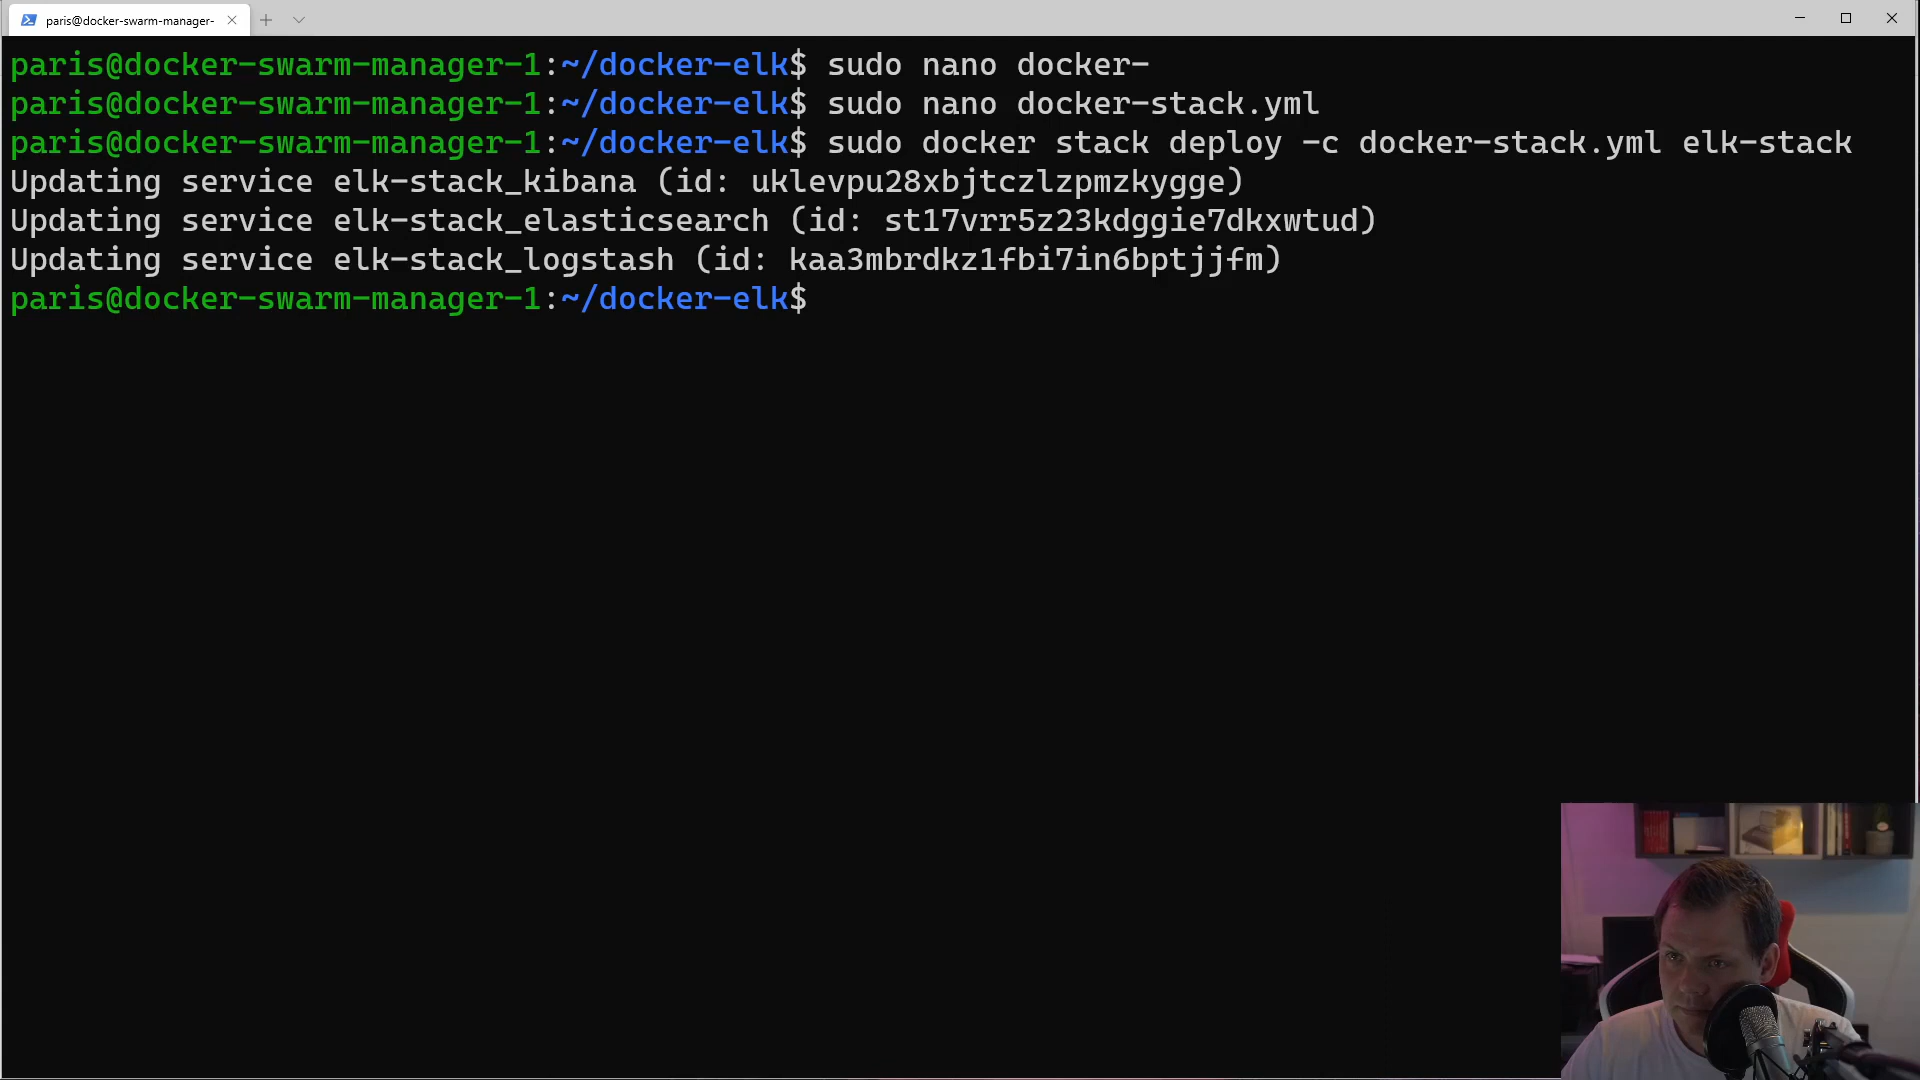 paris@docker-swarm-manager-
paris@docker-swarm-manager-1:~/docker-elk$ sudo nano docker-
paris@docker-swarm-manager-1:~/docker-elk$ sudo nano docker-stack.yml
paris@docker-swarm-manager-1:~/docker-elk$ sudo docker stack deploy -c docker-stack.yml elk-stack
Updating service elk-stack_kibana (id: uklevpu28xbjtczlzpmzkygge)
Updating service elk-stack_elasticsearch (id: st17vrr5z23kdggie7dkxwtud)
Updating service elk-stack_logstash (id: kaa3mbrdkz1fbi7in6bptjjfm)
paris@docker-swarm-manager-1:~/docker-elk$